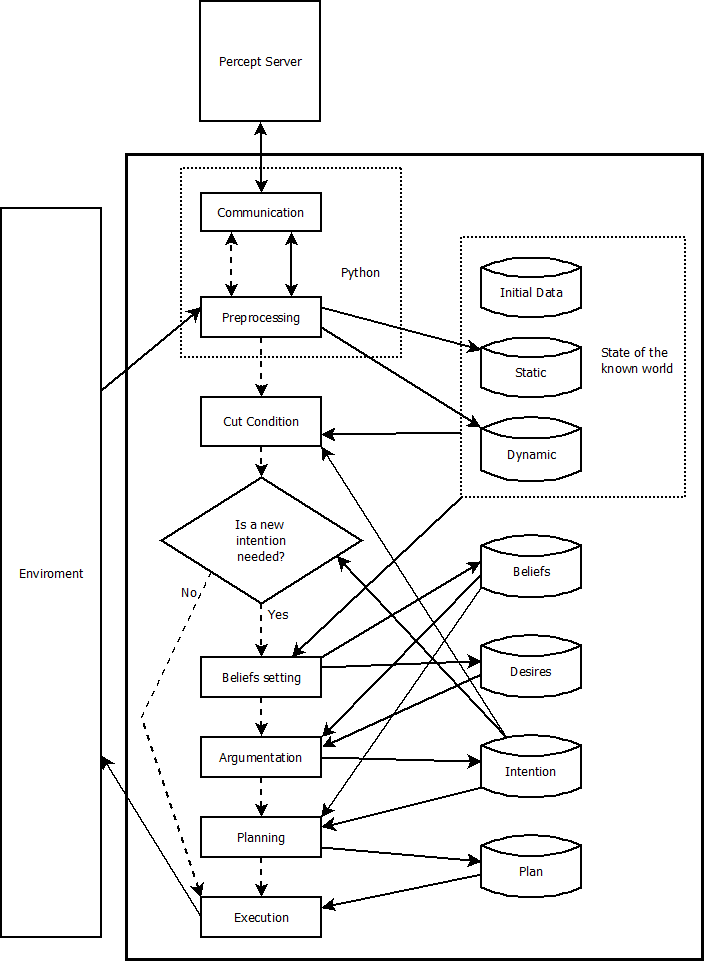 Percept Server
Communication
Python
Preprocessing
Initial Data
State of the
known world
Static
Cut Condition
Dynamic
Is a new
intention
needed?
Enviroment
No
Yes
Beliefs
Beliefs setting
Desires
Argumentation
Intention
Planning
Plan
Execution